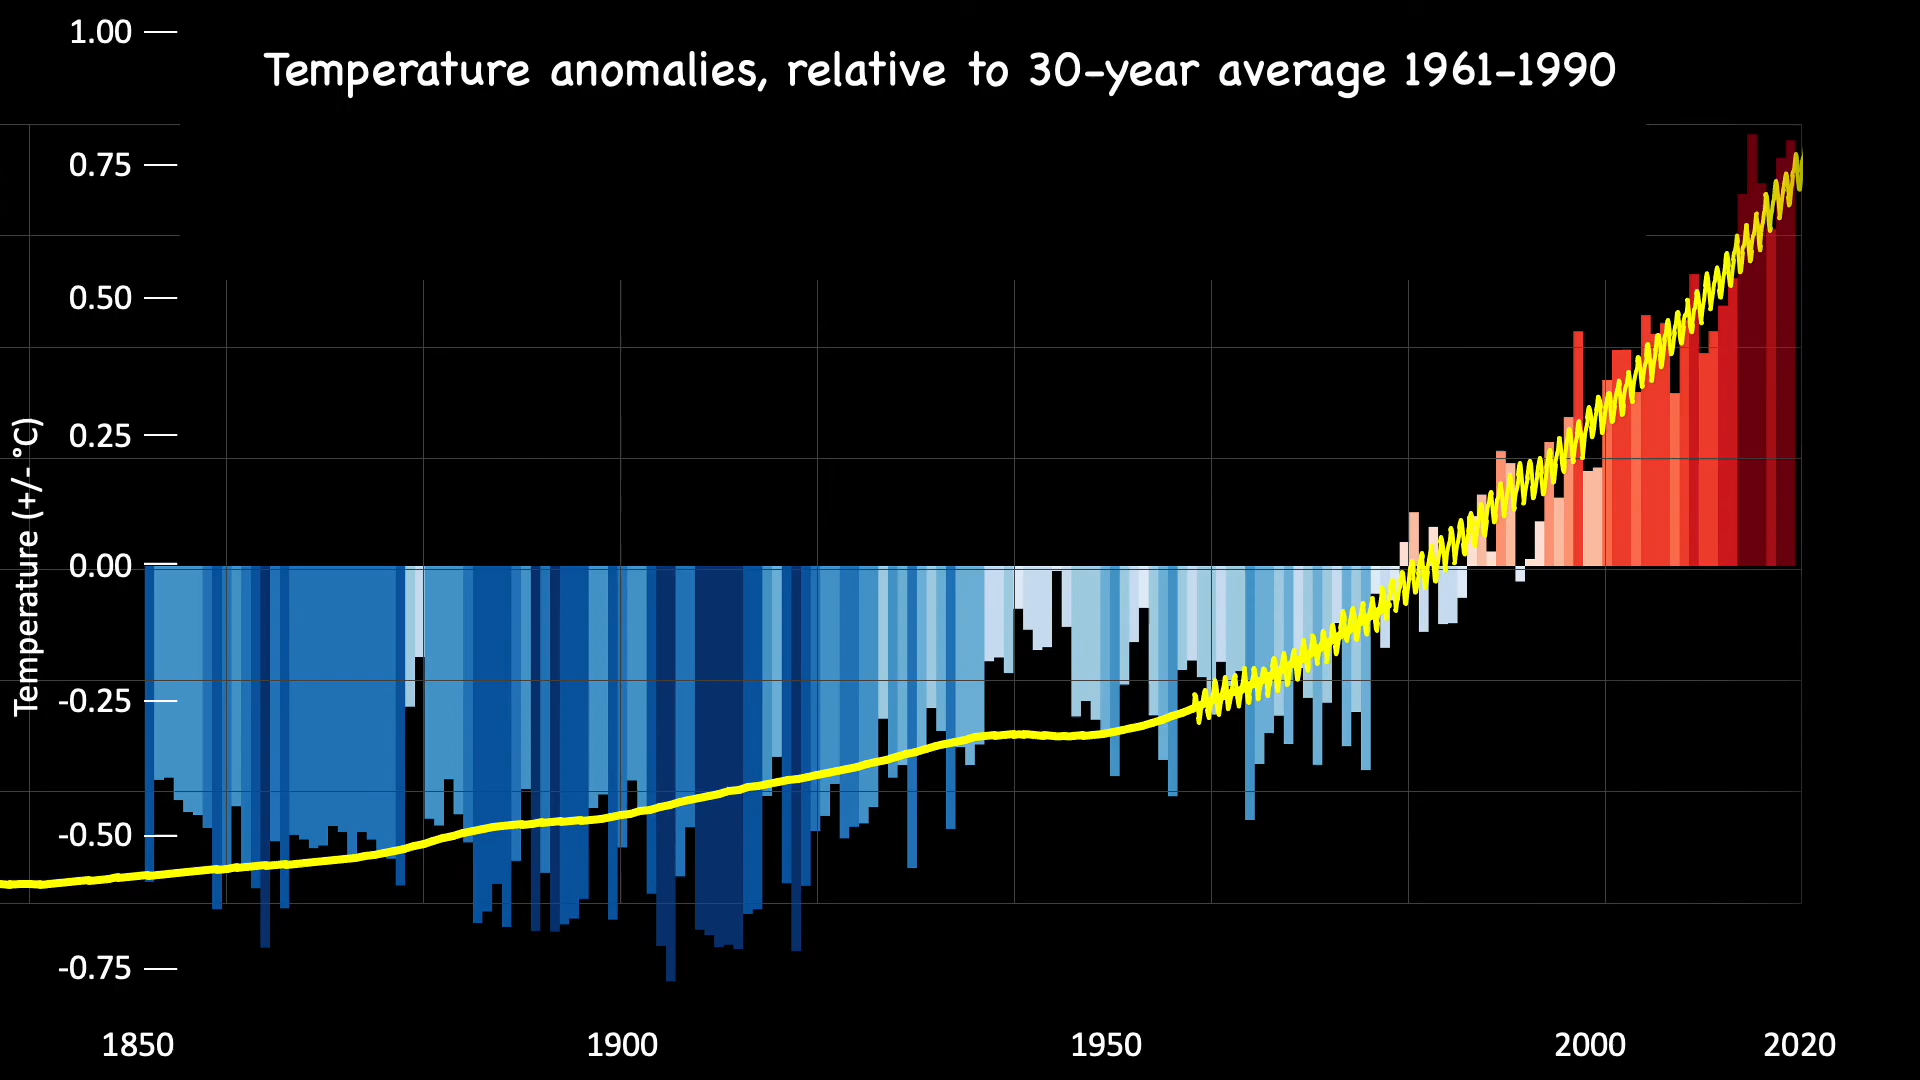 Temperature anomalies, relative to 30-year average 1961-1990
Temperature (+/- °C)
1.00
0.75
0.50
0.25
0.00
-0.25
-0.50
-0.75
1850 1900 1950 2000 2020